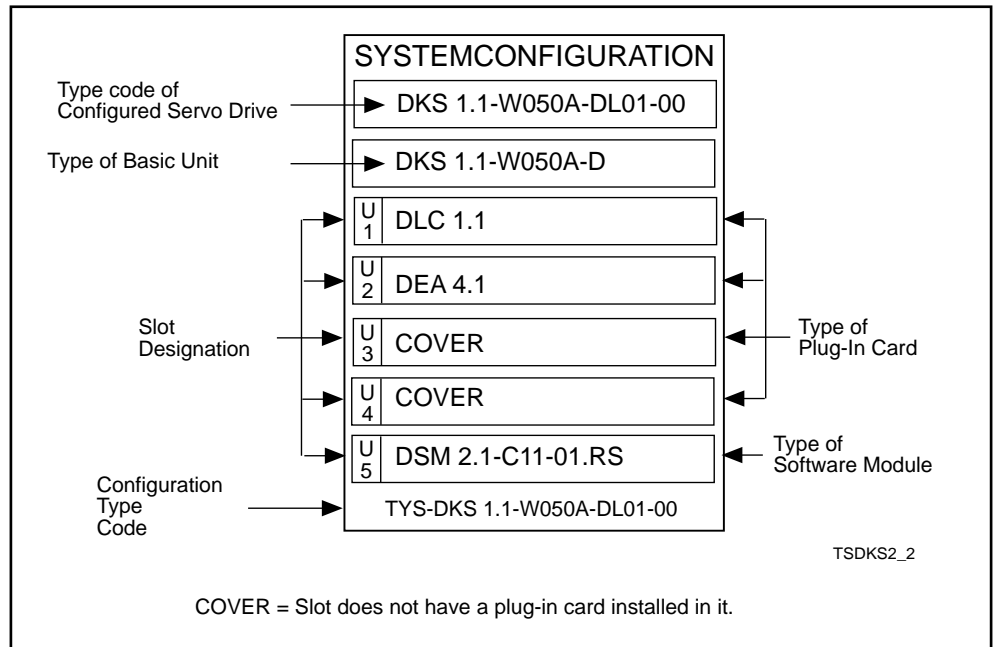 SYSTEMCONFIGURATION
Type code of
Configured Servo Drive
DKS 1.1-W050A-DL01-00
Type of Basic Unit
DKS 1.1-W050A-D
U
1
DLC 1.1
U
2
DEA 4.1
Slot
Designation
U
3
COVER
Type of
Plug-In Card
U
4
COVER
U
5
DSM 2.1-C11-01.RS
Type of
Software Module
Configuration
Type
Code
TYS-DKS 1.1-W050A-DL01-00
TSDKS2_2
COVER = Slot does not have a plug-in card installed in it.